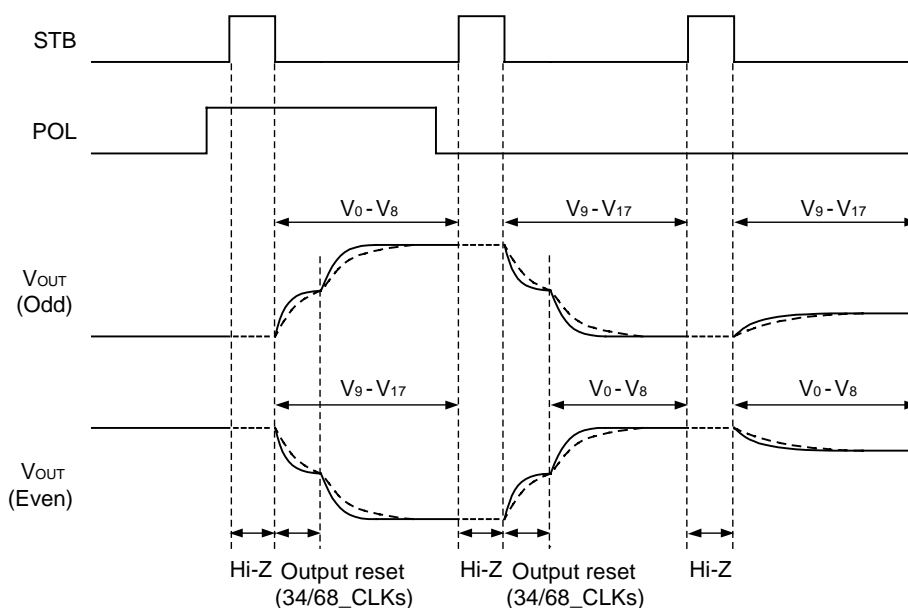 STB
POL
V0 - V8
V9 - V17
V9 - V17
VOUT
(Odd)
V9 - V17
V0 - V8
V0 - V8
VOUT
(Even)
Hi-Z
Output reset
(34/68_CLKs)
Hi-Z
Output reset
(34/68_CLKs)
Hi-Z